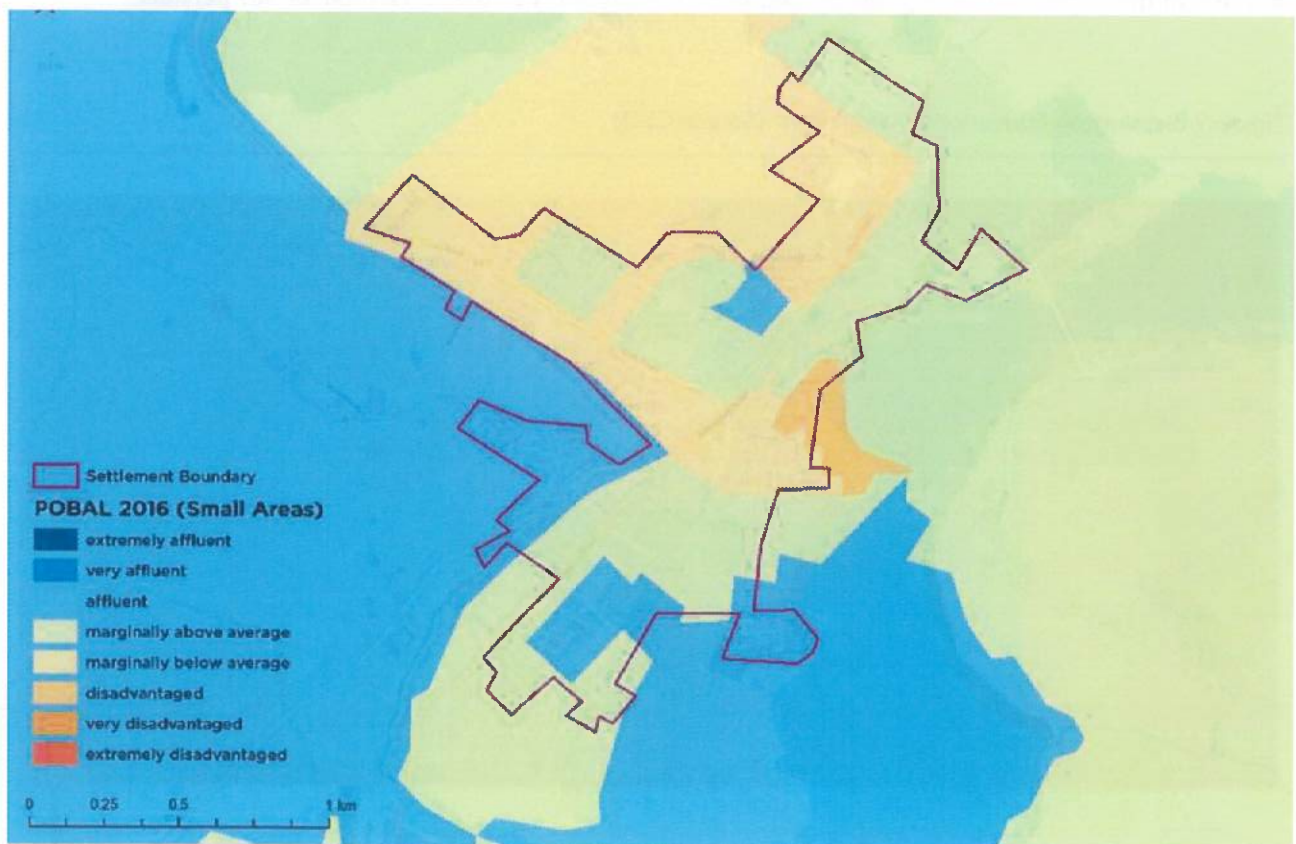 Settlement Boundary
POBAL 2016 (Small Areas)
extremely affluent
very affluent
affluent
marginally above average
marginally below average
disadvantaged
very disadvantaged
extremely disadvantaged
0 0.25 0.5 1 km